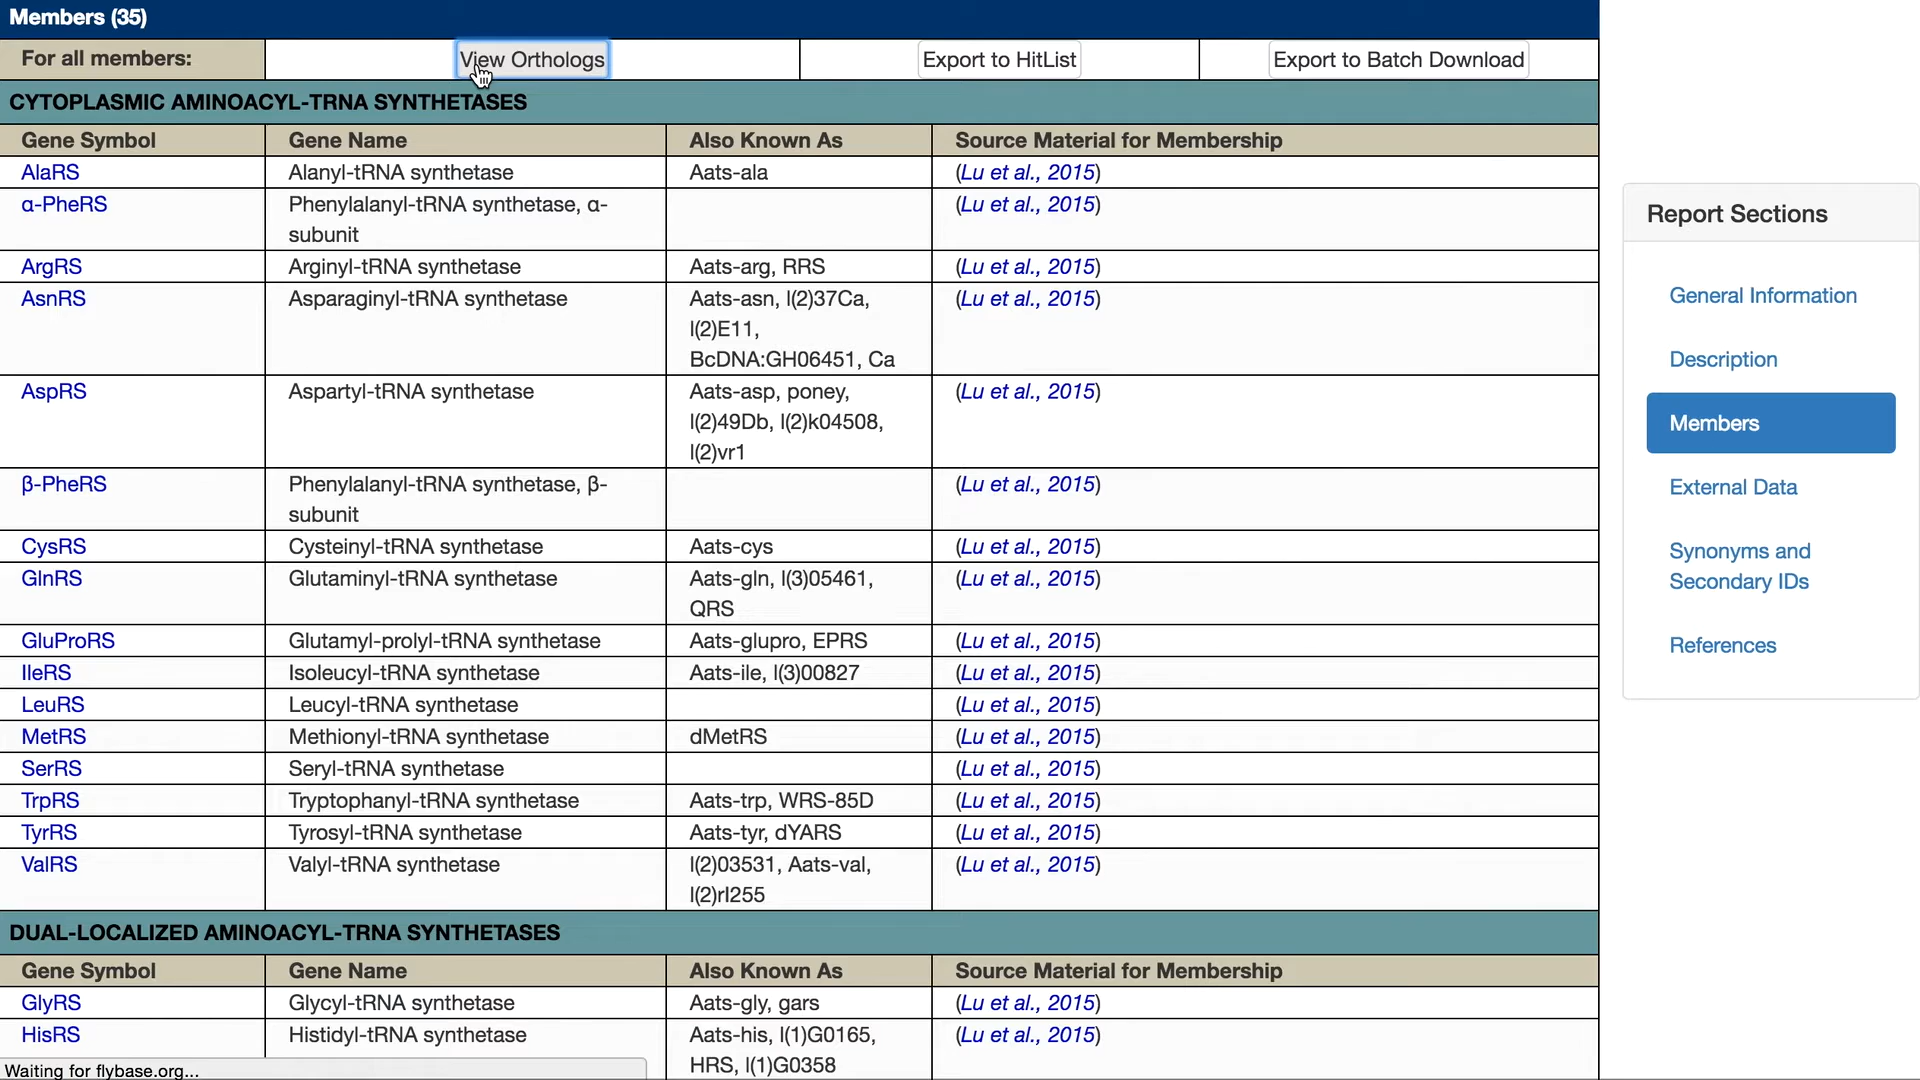 Members (35)
For all members: View Orthologs Export to HitList Export to Batch Download
CYTOPLASMIC AMINOACYL-TRNA SYNTHETASES
Gene Symbol Gene Name Also Known As Source Material for Membership
AlaRS Alanyl-tRNA synthetase Aats-ala (Lu et al., 2015)
α-PheRS Phenylalanyl-tRNA synthetase, α- (Lu et al., 2015)
subunit
ArgRS Arginyl-tRNA synthetase Aats-arg, RRS (Lu et al., 2015)
AsnRS Asparaginyl-tRNA synthetase Aats-asn, l(2)37Ca, (Lu et al., 2015)
l(2)E11,
BcDNA:GH06451, Ca
AspRS Aspartyl-tRNA synthetase Aats-asp, poney, (Lu et al., 2015)
l(2)49Db, l(2)k04508,
l(2)vr1
β-PheRS Phenylalanyl-tRNA synthetase, β- (Lu et al., 2015)
subunit
CysRS Cysteinyl-tRNA synthetase Aats-cys (Lu et al., 2015)
GlnRS Glutaminyl-tRNA synthetase Aats-gln, l(3)05461, (Lu et al., 2015)
QRS
GluProRS Glutamyl-prolyl-tRNA synthetase Aats-glupro, EPRS (Lu et al., 2015)
IleRS Isoleucyl-tRNA synthetase Aats-ile, l(3)00827 (Lu et al., 2015)
LeuRS Leucyl-tRNA synthetase (Lu et al., 2015)
MetRS Methionyl-tRNA synthetase dMetRS (Lu et al., 2015)
SerRS Seryl-tRNA synthetase (Lu et al., 2015)
TrpRS Tryptophanyl-tRNA synthetase Aats-trp, WRS-85D (Lu et al., 2015)
TyrRS Tyrosyl-tRNA synthetase Aats-tyr, dYARS (Lu et al., 2015)
ValRS Valyl-tRNA synthetase l(2)03531, Aats-val, (Lu et al., 2015)
l(2)rI255
DUAL-LOCALIZED AMINOACYL-TRNA SYNTHETASES
Gene Symbol Gene Name Also Known As Source Material for Membership
GlyRS Glycyl-tRNA synthetase Aats-gly, gars (Lu et al., 2015)
HisRS Histidyl-tRNA synthetase Aats-his, l(1)G0165, (Lu et al., 2015)
HRS, l(1)G0358
Waiting for flybase.org...
Report Sections
General Information
Description
Members
External Data
Synonyms and
Secondary IDs
References